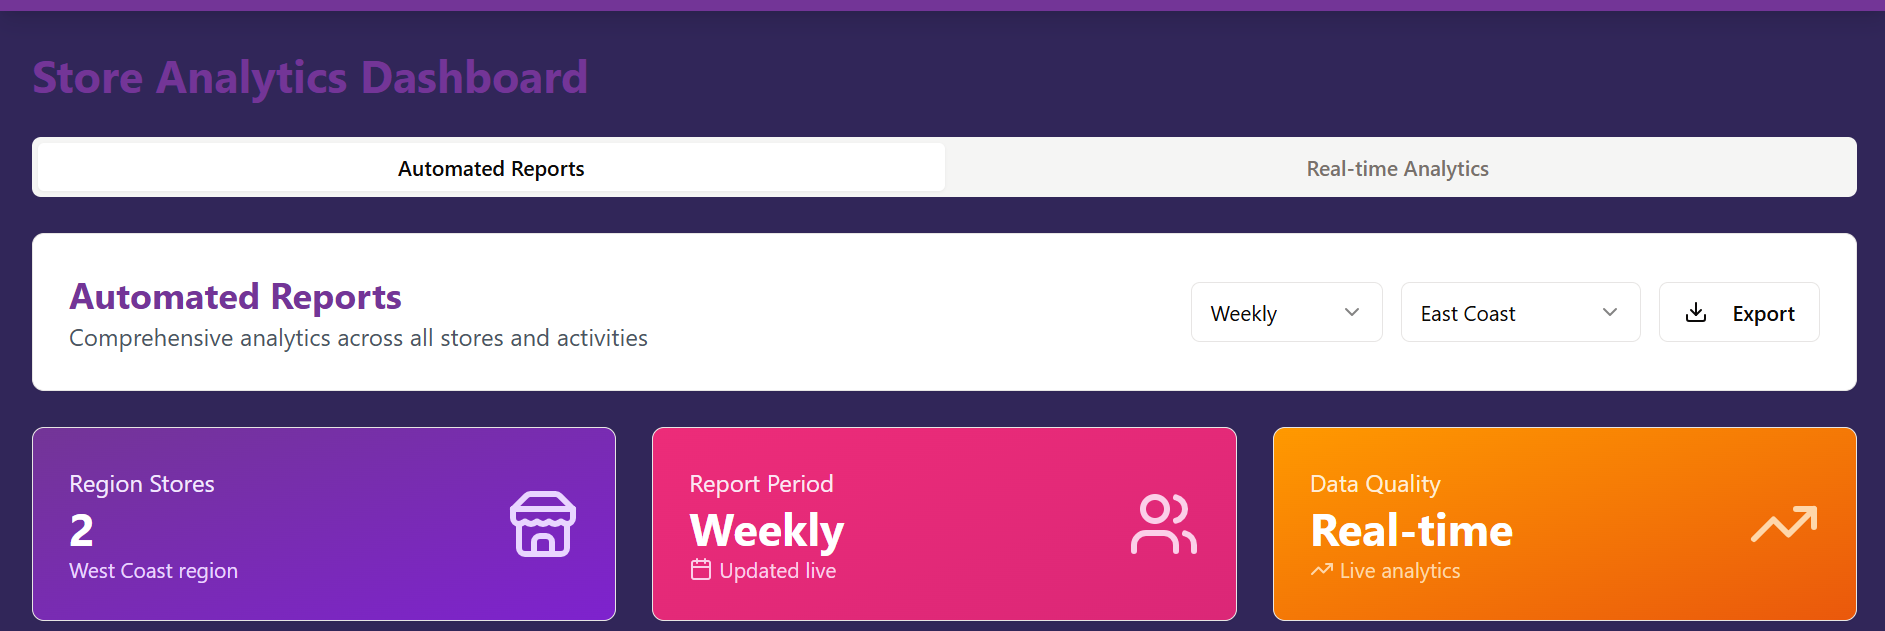 Store Analytics Dashboard
Automated Reports
Real-time Analytics
Automated Reports
Comprehensive analytics across all stores and activities
Weekly
East Coast
Export
Region Stores
2
West Coast region
Report Period
Weekly
Updated live
Data Quality
Real-time
Live analytics